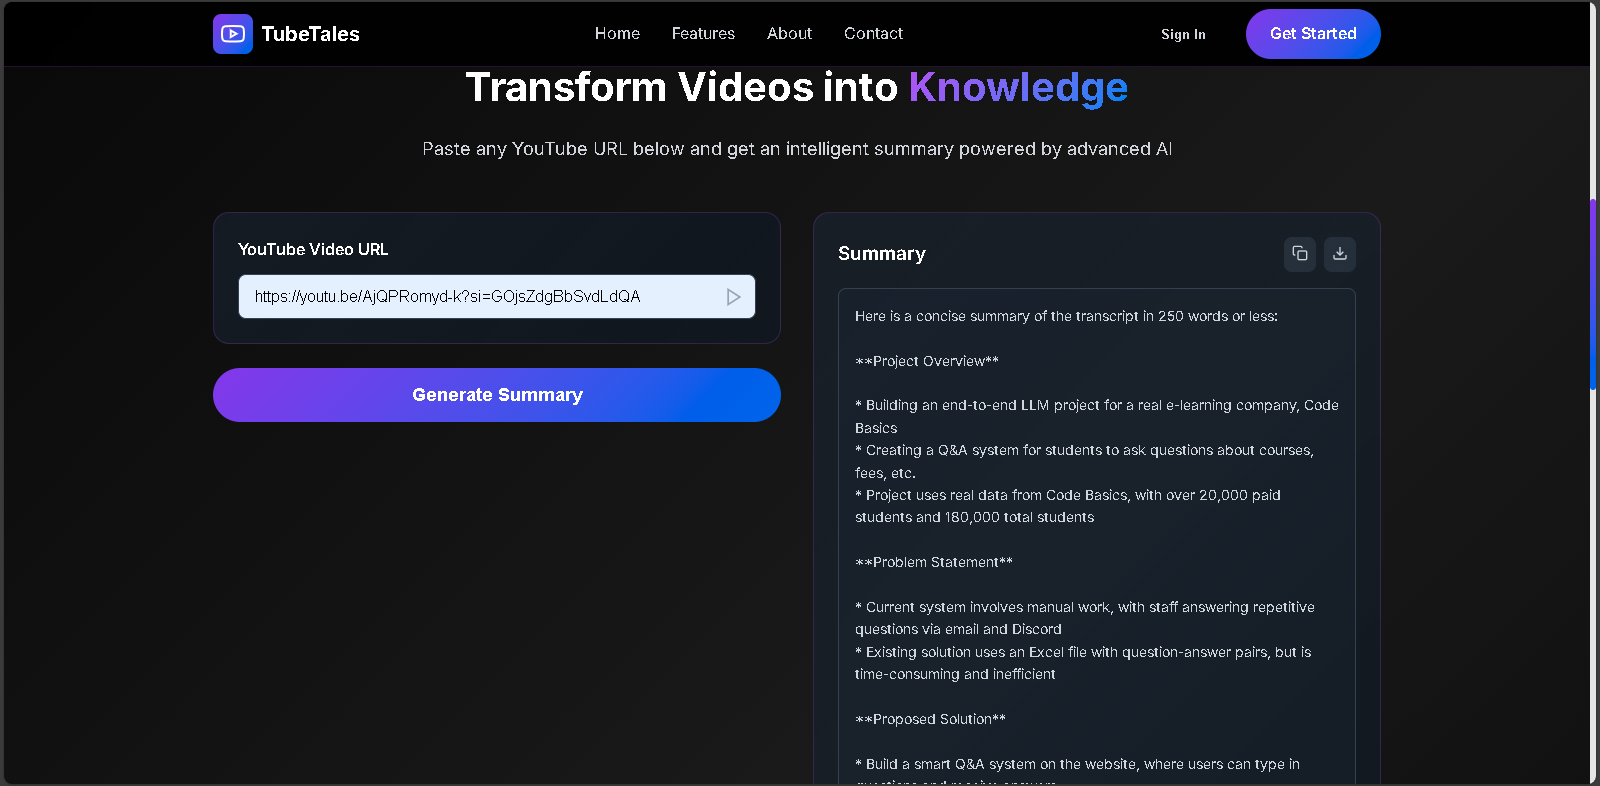 TubeTales
Home
Features
About
Contact
Sign In
Get Started
Transform Videos into Knowledge
Paste any YouTube URL below and get an intelligent summary powered by advanced AI
YouTube Video URL
https://youtu.be/AjQPRomyd-k?si=GOjsZdgBbSvdLdQA
Generate Summary
Summary
Here is a concise summary of the transcript in 250 words or less:
**Project Overview**
* Building an end-to-end LLM project for a real e-learning company, Code
Basics
* Creating a Q&A system for students to ask questions about courses,
fees, etc.
* Project uses real data from Code Basics, with over 20,000 paid
students and 180,000 total students
**Problem Statement**
* Current system involves manual work, with staff answering repetitive
questions via email and Discord
* Existing solution uses an Excel file with question-answer pairs, but is
time-consuming and inefficient
**Proposed Solution**
* Build a smart Q&A system on the website, where users can type in